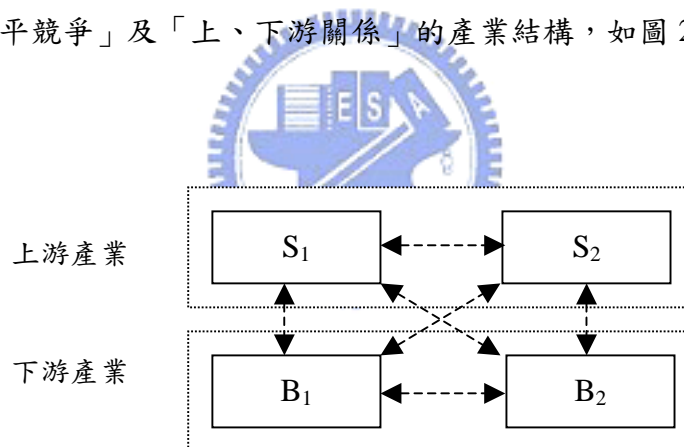 平競爭」及「上、下游關係」的產業結構，如圖 2
E S A
上游產業
S₁
S₂
下游產業
B₁
B₂